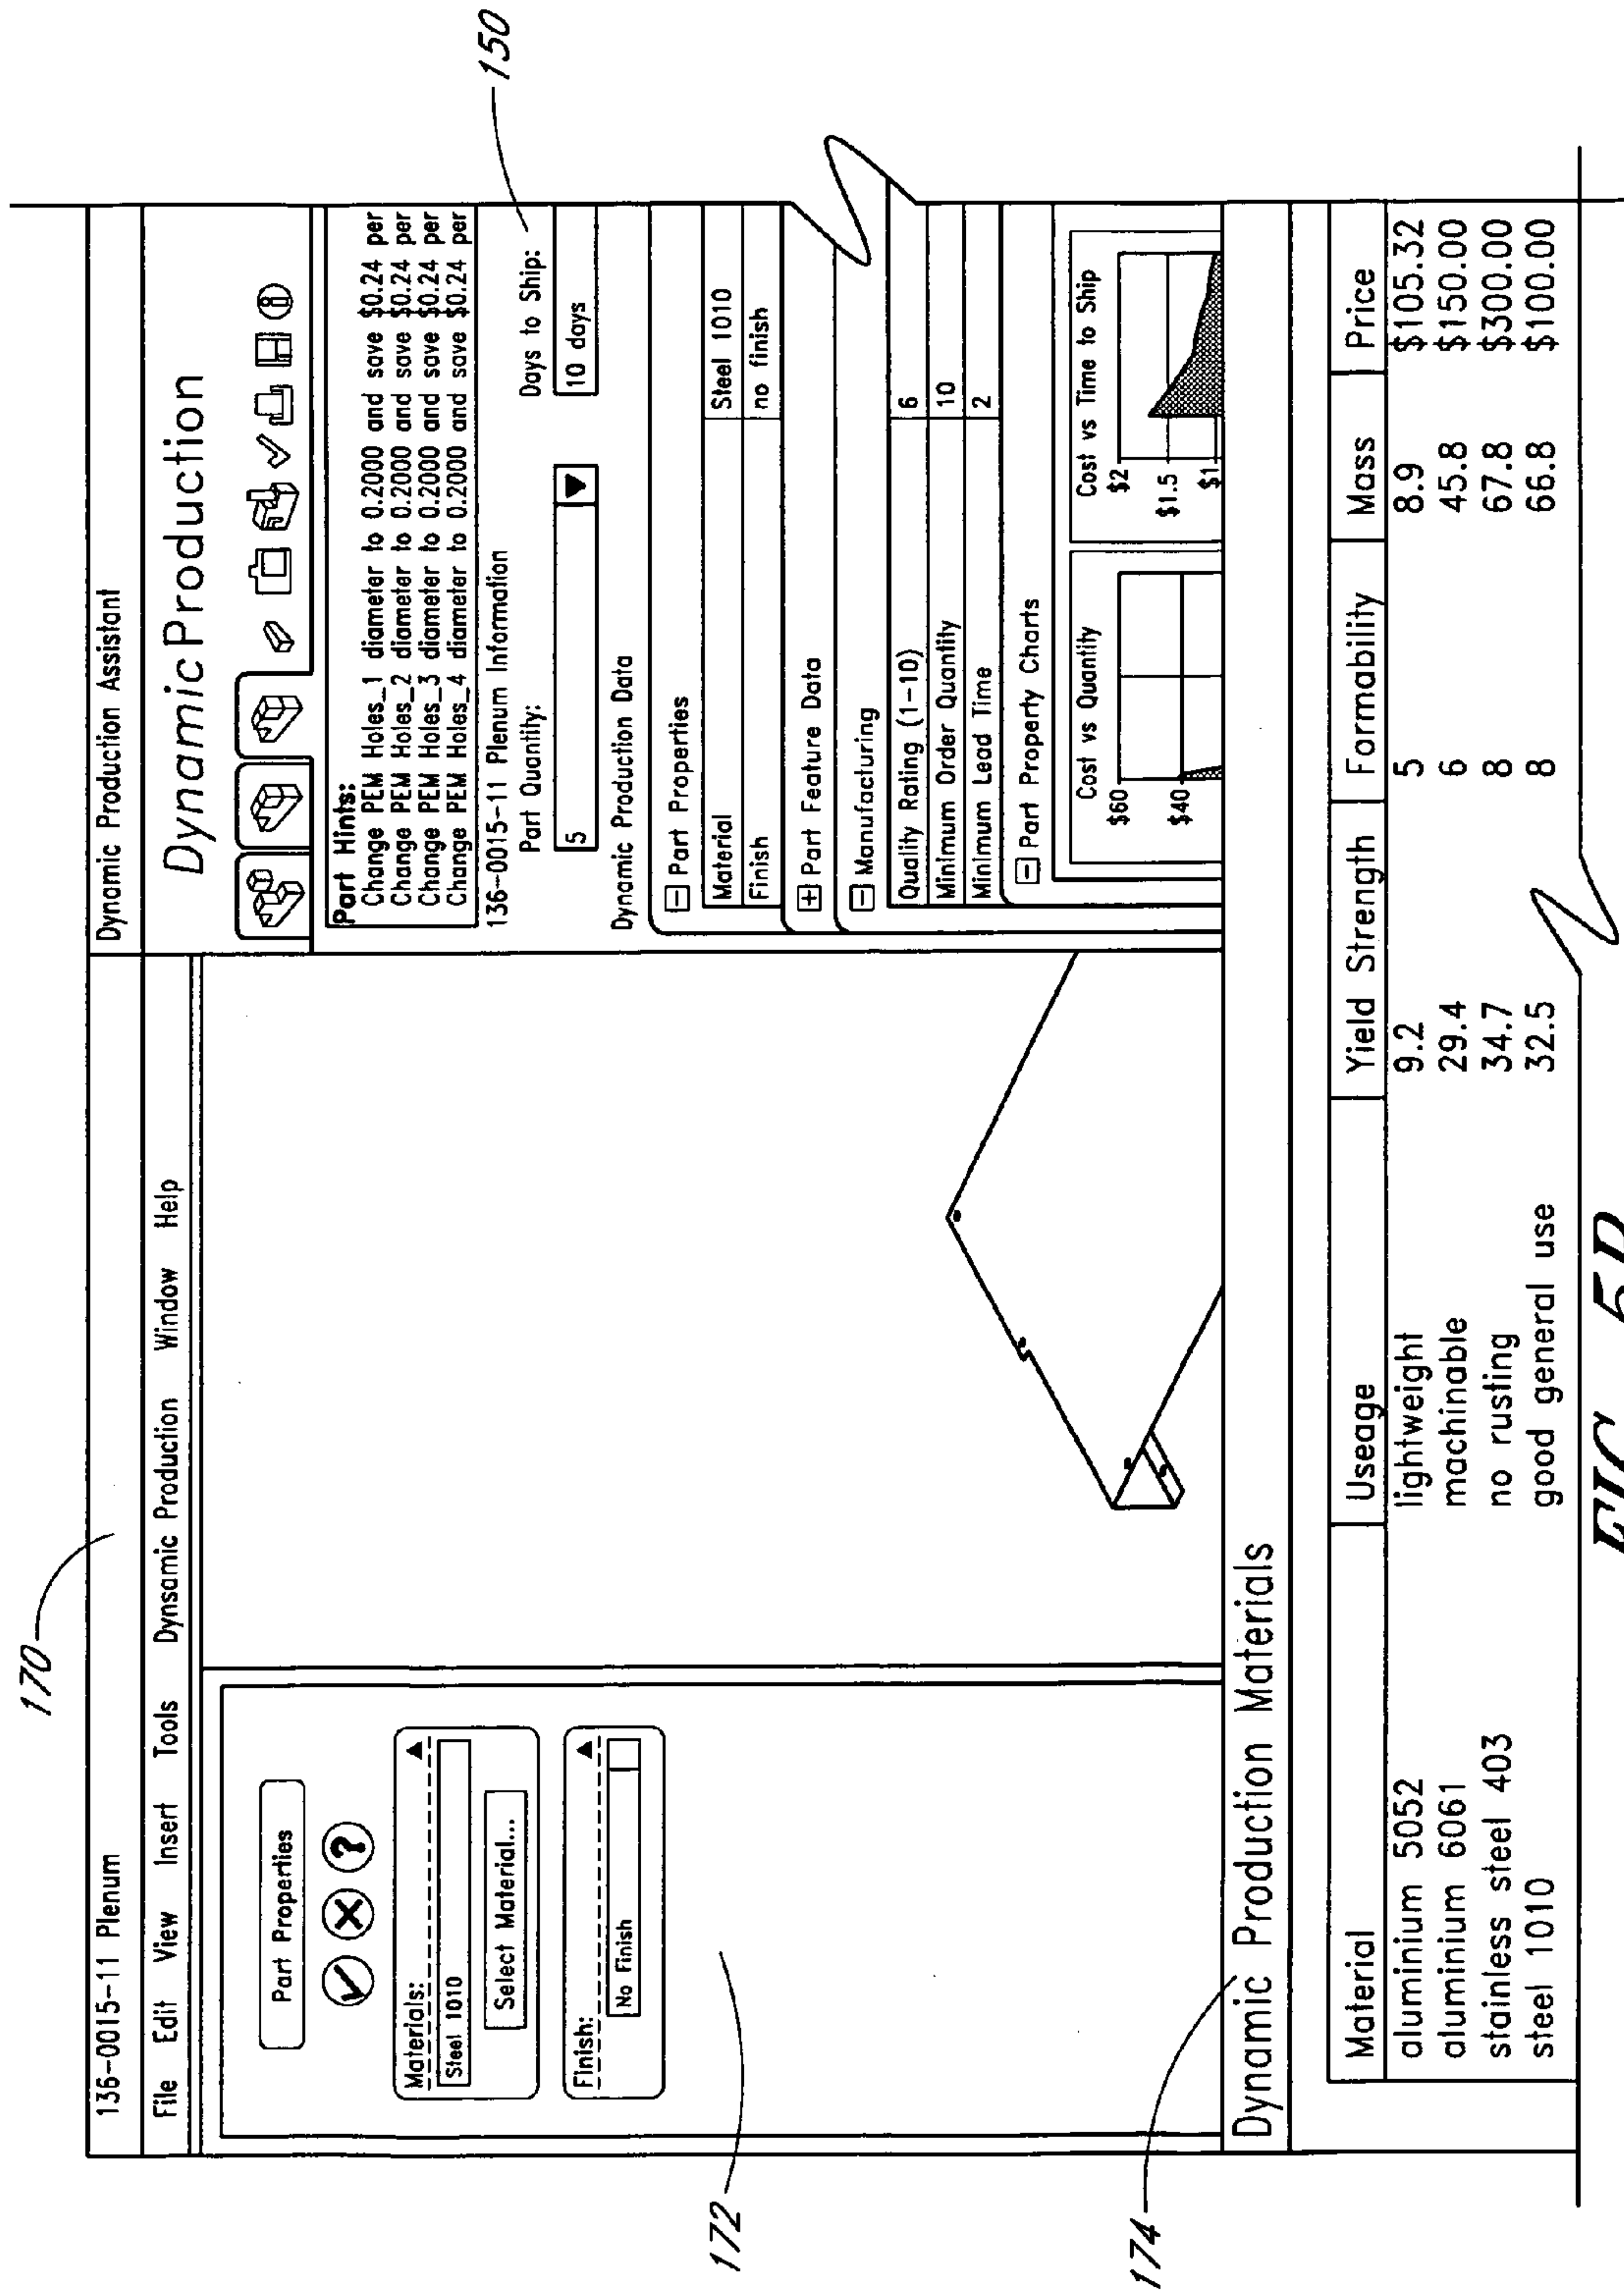 170
136-0015-11 Plenum
Dynamic Production Assistant
File Edit View Insert Tools Dynsamic Production Window Help
Part Properties
Materials:
Steel 1010
Select Material...
Finish:
No Finish
172
DynamicProduction
Part Hints:
Change PEM Holes_1 diameter to 0.2000 and save $0.24 per
Change PEM Holes_2 diameter to 0.2000 and save $0.24 per
Change PEM Holes_3 diameter to 0.2000 and save $0.24 per
Change PEM Holes_4 diameter to 0.2000 and save $0.24 per
136-0015-11 Plenum Information
Part Quantity: Days to Ship:
5 10 days
150
Dynamic Production Data
Part Properties
Material Steel 1010
Finish no finish
Part Feature Data
Manufacturing
Quality Rating (1-10) 6
Minimum Order Quantity 10
Minimum Lead Time 2
Part Property Charts
Cost vs Quantity Cost vs Time to Ship
$60 $2
$40 $1.5
$1
174
Dynamic Production Materials
Material Useage Yield Strength Formability Mass Price
aluminium 5052 lightweight 9.2 5 8.9 $105.32
aluminium 6061 machinable 29.4 6 45.8 $150.00
stainless steel 403 no rusting 34.7 8 67.8 $300.00
steel 1010 good general use 32.5 8 66.8 $100.00
FIG. 5B